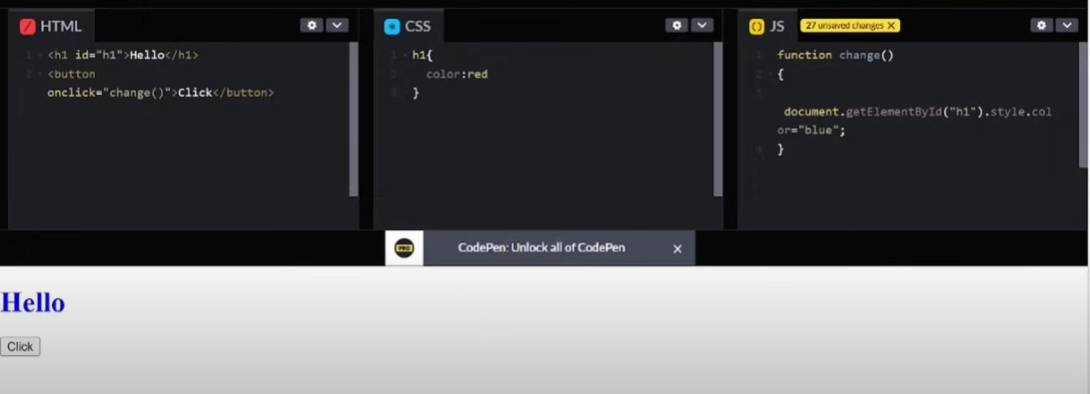 HTML
1 <h1 id="h1">Hello</h1>
2 <button
onclick="change()">Click</button>
CSS
1 h1{
2 color:red
3 }
JS 27 unsaved changes X
1 function change()
2 {
3
document.getElementById("h1").style.col
or="blue";
4 }
PRO CodePen: Unlock all of CodePen ×
Hello
Click